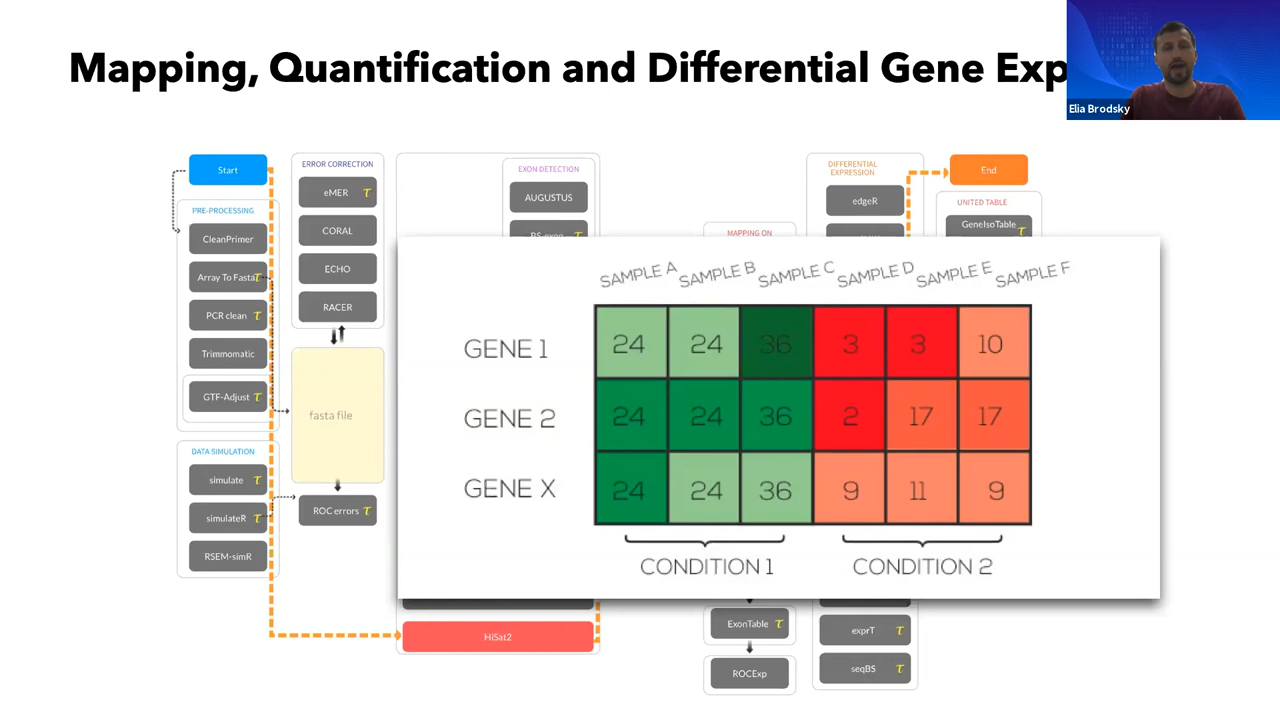 Mapping, Quantification and Differential Gene Exp
Elia Brodsky
Start
PRE-PROCESSING
CleanPrimer
Array To Fasta τ
PCR clean τ
Trimmomatic
GTF-Adjust τ
DATA SIMULATION
simulate τ
simulateR τ
RSEM-simR
ERROR CORRECTION
eMER τ
CORAL
ECHO
RACER
fasta file
ROC errors τ
EXON DETECTION
AUGUSTUS
BS-exon τ
HiSat2
MAPPING ON
ExonTable τ
ROCExp
DIFFERENTIAL
EXPRESSION
edgeR
exprT τ
seqBS τ
End
UNITED TABLE
GeneIsoTable τ
SAMPLE A SAMPLE B SAMPLE C SAMPLE D SAMPLE E SAMPLE F
GENE 1 24 24 36 3 3 10
GENE 2 24 24 36 2 17 17
GENE X 24 24 36 9 11 9
CONDITION 1 CONDITION 2